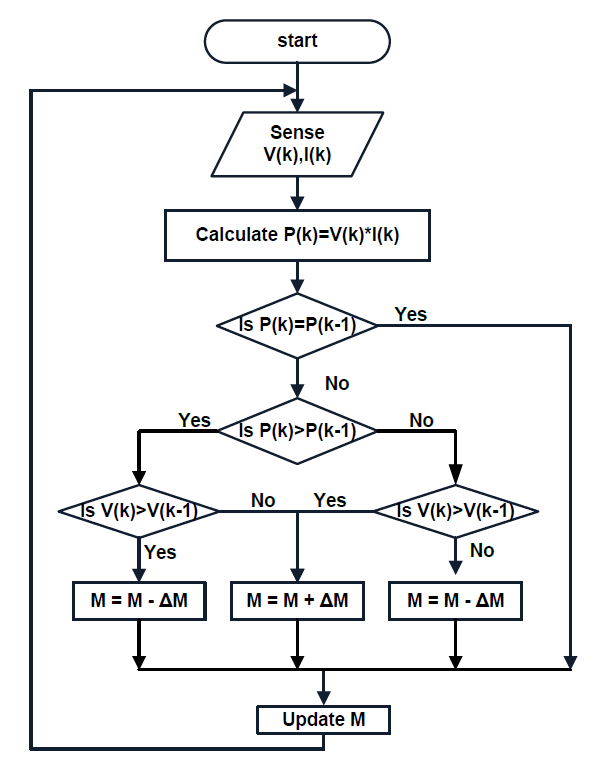 start
Sense
V(k),I(k)
Calculate P(k)=V(k)*I(k)
Is P(k)=P(k-1)
Yes
No
Is P(k)>P(k-1)
Yes
No
Is V(k)>V(k-1)
No
Yes
Is V(k)>V(k-1)
Yes
No
M = M - ΔM
M = M + ΔM
M = M - ΔM
Update M